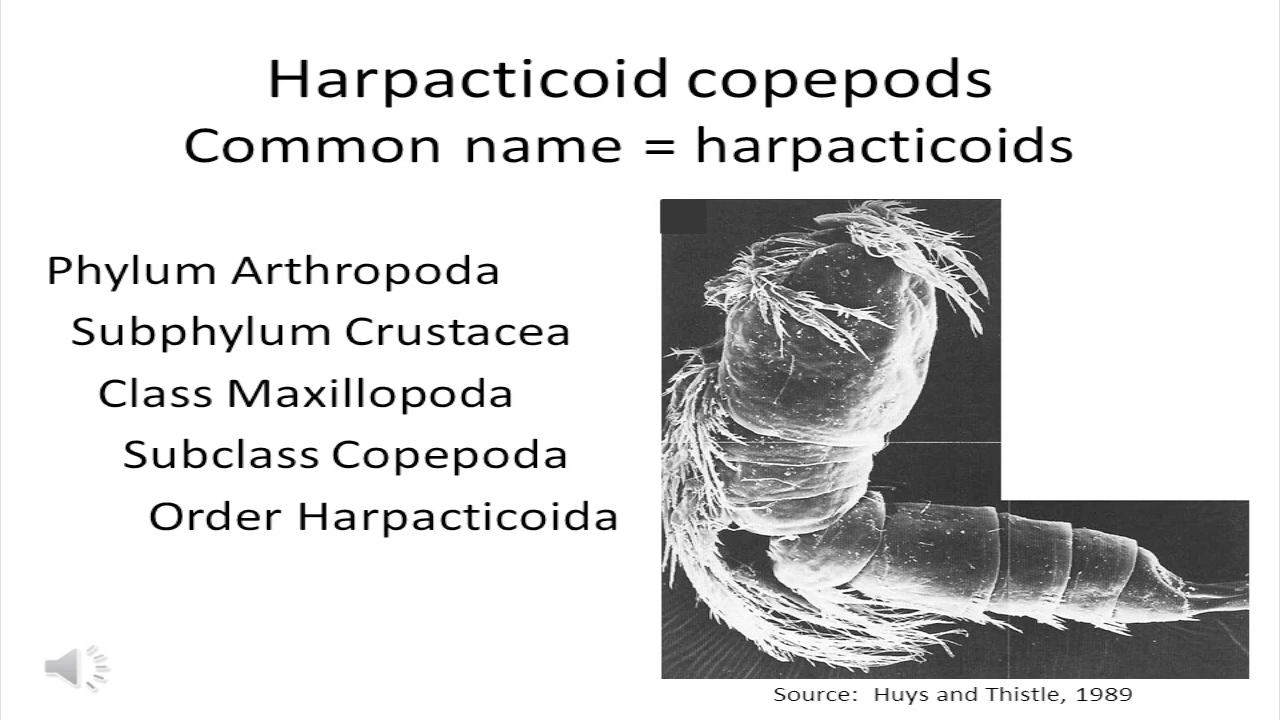 Harpacticoid copepods
Common name = harpacticoids
Phylum Arthropoda
Subphylum Crustacea
Class Maxillopoda
Subclass Copepoda
Order Harpacticoida
Source: Huys and Thistle, 1989